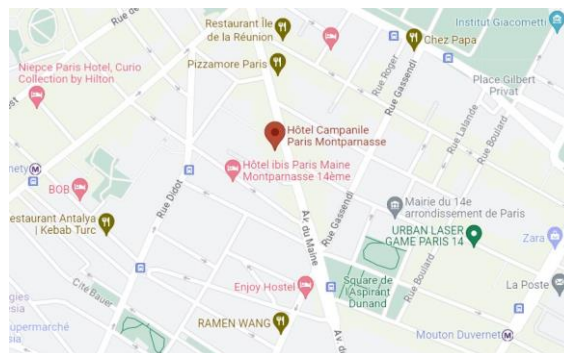 Restaurant Île
de la Réunion
Institut Giacometti
Chez Papa
Niepce Paris Hotel, Curio
Collection by Hilton
Pizzamore Paris
Rue Roger
Rue Gassendi
Place Gilbert
Privat
Rue Lalande
Rue Boulard
Hôtel Campanile
Paris Montparnasse
Hôtel ibis Paris Maine
Montparnasse 14ème
BOB
Rue Didot
Av. du Maine
Rue Gassendi
Mairie du 14e
arrondissement de Paris
estaurant Antalya
| Kebab Turc
URBAN LASER
GAME PARIS 14
Zara
Rue Boulard
Cité Bauer
Enjoy Hostel
Square de
l'Aspirant
Dunand
La Poste
upermarché
RAMEN WANG
Mouton Duvernet